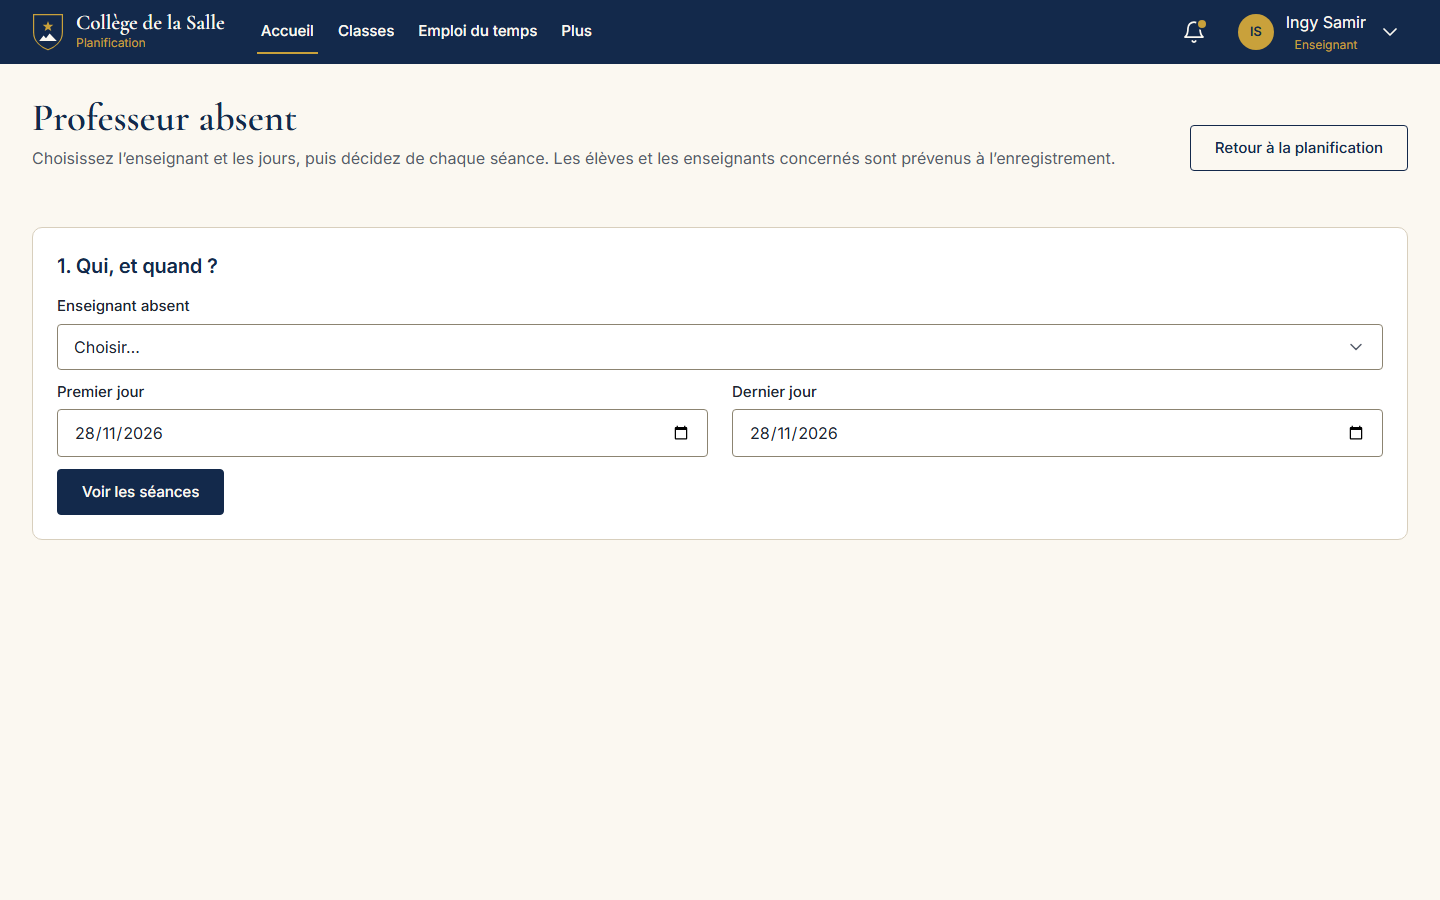 Collège de la Salle
Planification
Accueil
Classes
Emploi du temps
Plus
IS
Ingy Samir
Enseignant
Professeur absent
Choisissez l’enseignant et les jours, puis décidez de chaque séance. Les élèves et les enseignants concernés sont prévenus à l’enregistrement.
Retour à la planification
1. Qui, et quand ?
Enseignant absent
Choisir…
Premier jour
Dernier jour
28/11/2026
28/11/2026
Voir les séances